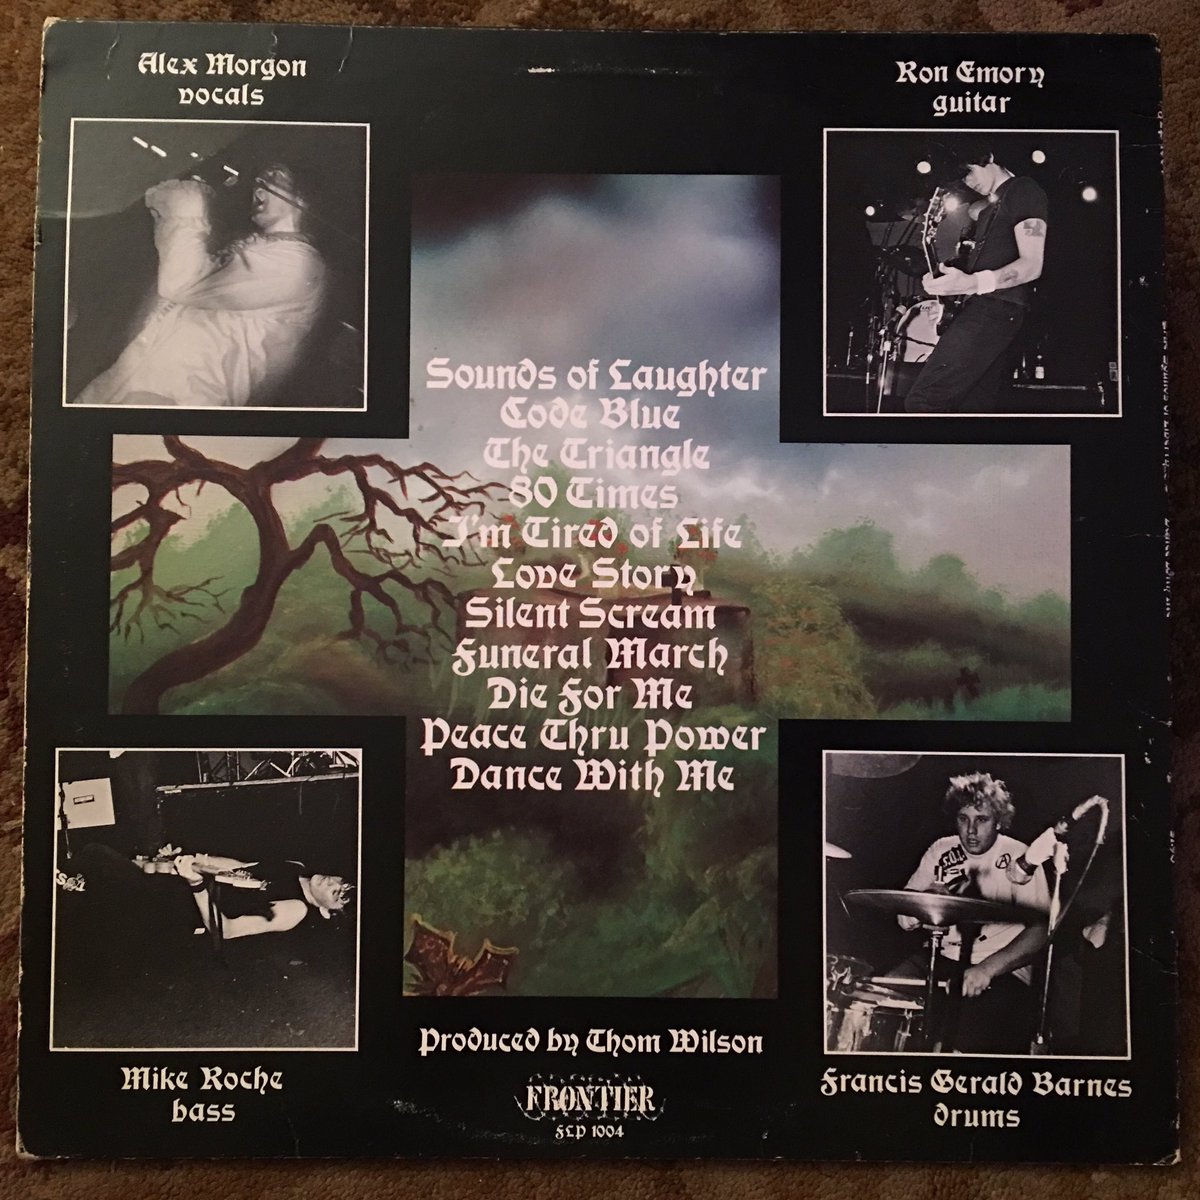 Alex Morgon
vocals
Ron Emory
guitar
Sounds of Laughter
Code Blue
The Triangle
80 Times
I'm Tired of Life
Love Story
Silent Scream
Funeral March
Die For Me
Peace Thru Power
Dance With Me
Mike Roche
bass
Produced by Thom Wilson
FRONTIER
FLP 1004
Francis Gerald Barnes
drums